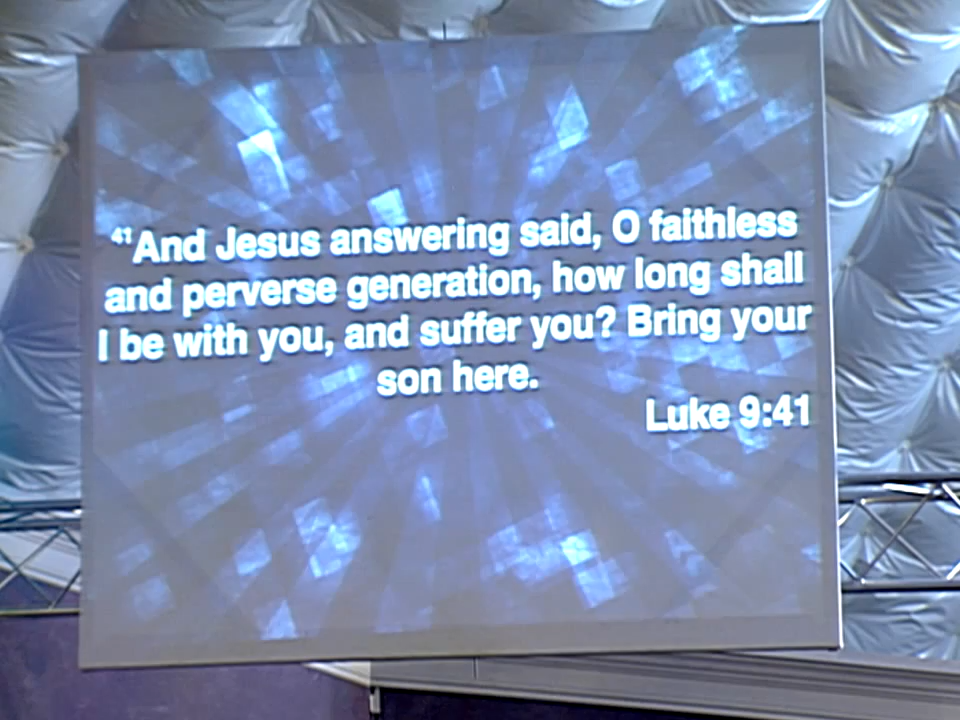 ⁴¹And Jesus answering said, O faithless
and perverse generation, how long shall
I be with you, and suffer you? Bring your
son here.
Luke 9:41